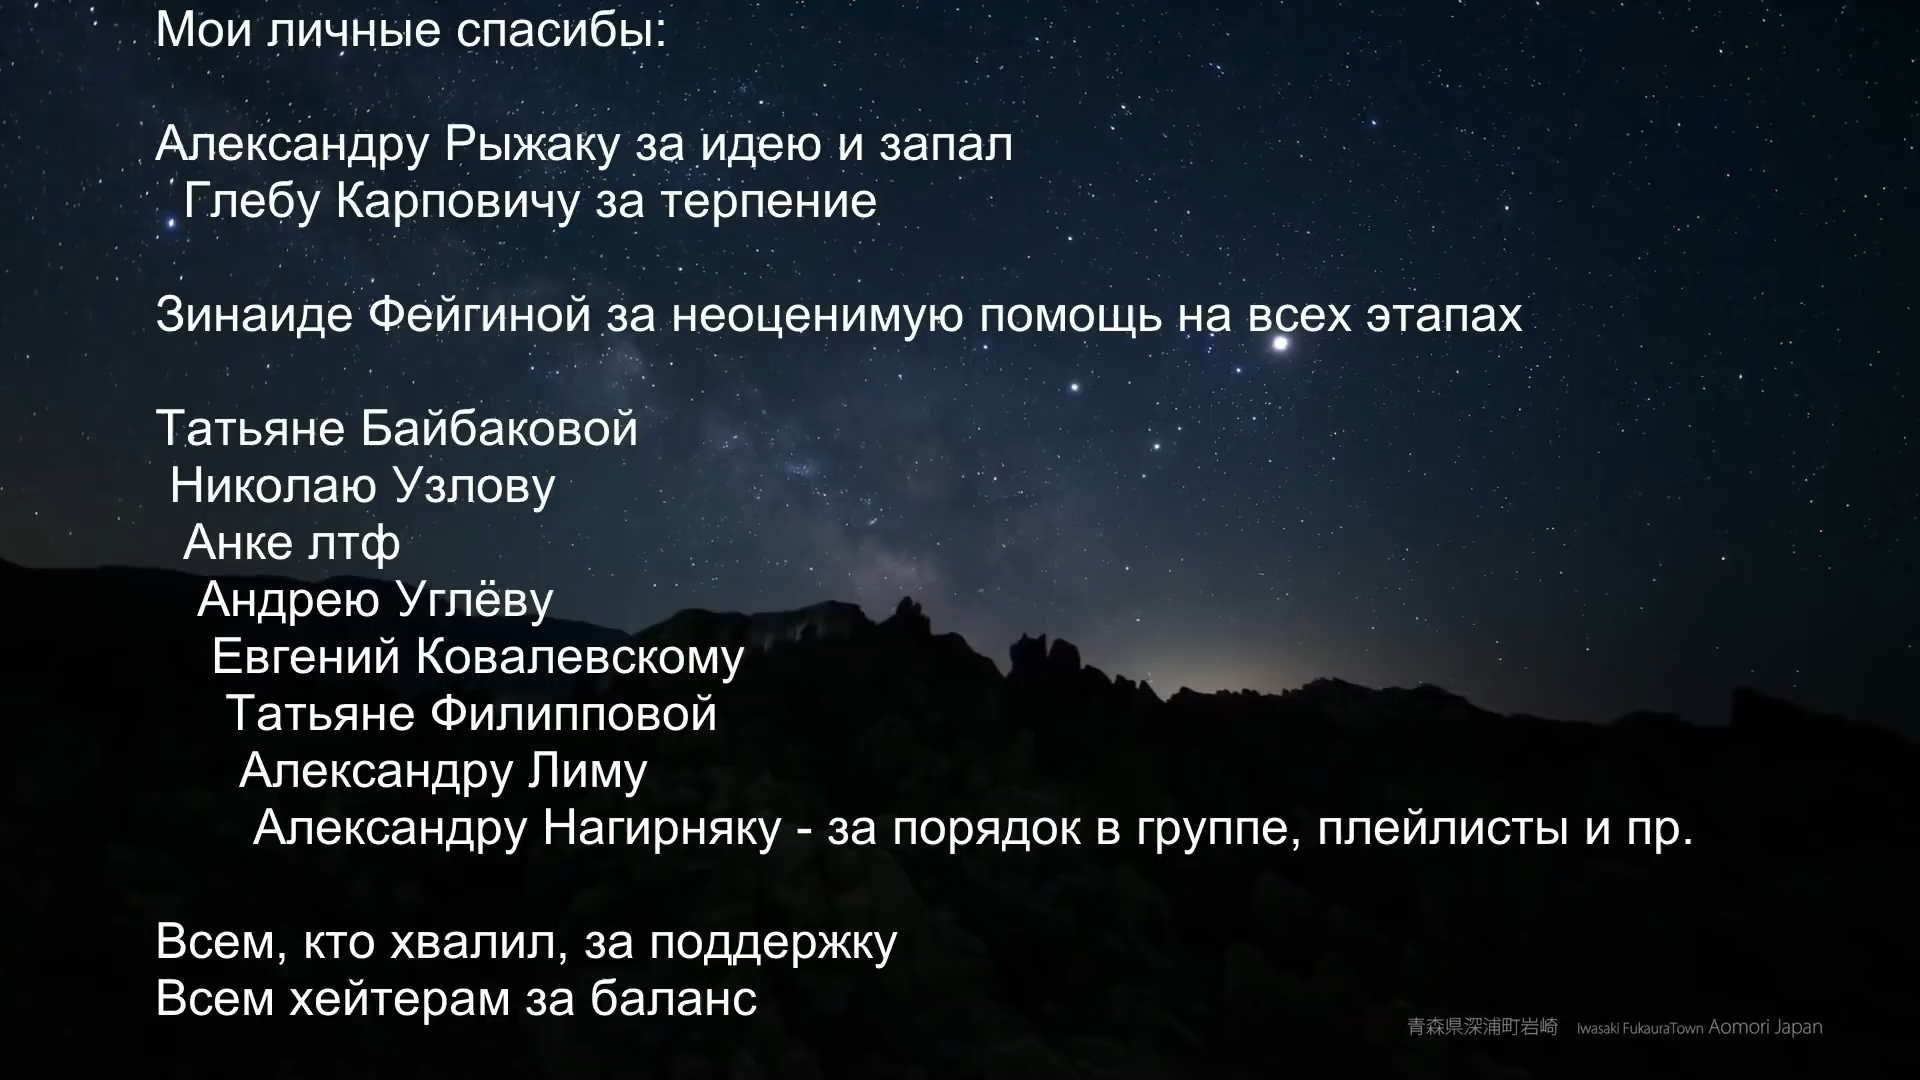 Мои личные спасибы:
Александру Рыжаку за идею и запал
Глебу Карповичу за терпение
Зинаиде Фейгиной за неоценимую помощь на всех этапах
Татьяне Байбаковой
Николаю Узлову
Анке лтф
Андрею Углёву
Евгений Ковалевскому
Татьяне Филипповой
Александру Лиму
Александру Нагирняку - за порядок в группе, плейлисты и пр.
Всем, кто хвалил, за поддержку
Всем хейтерам за баланс
青森県深浦町岩崎 Iwasaki FukauraTown Aomori Japan